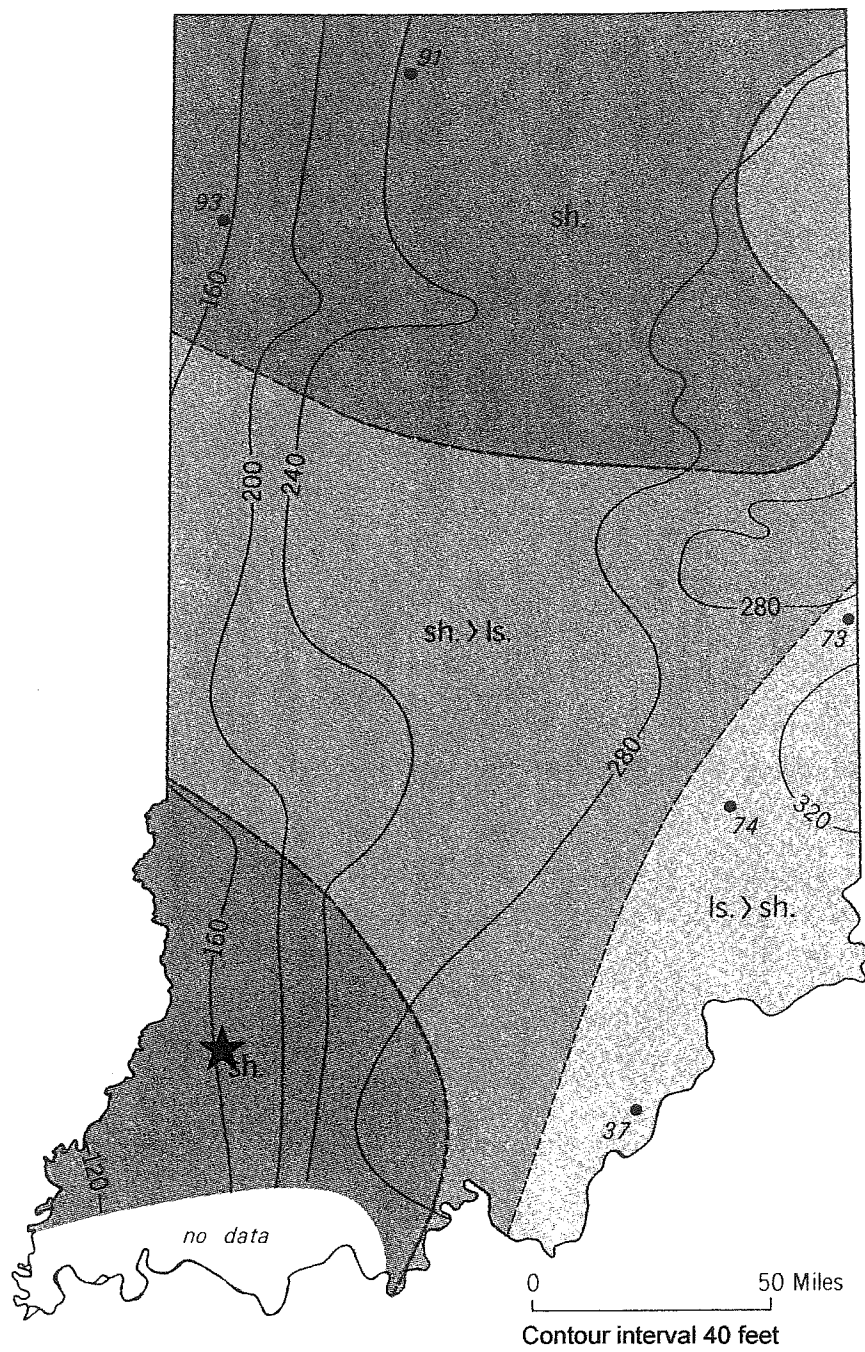 91
93
sh.
160
200
240
sh. > ls.
280
73
280
320
74
ls. > sh.
160
sh.
37
120
no data
0 50 Miles
Contour interval 40 feet